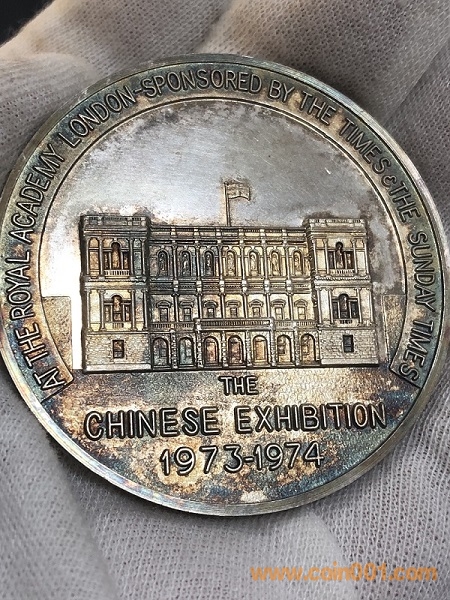 AT THE ROYAL ACADEMY LONDON-SPONSORED BY THE TIMES & THE SUNDAY TIMES
THE
CHINESE EXHIBITION
1973-1974
www.coin001.com